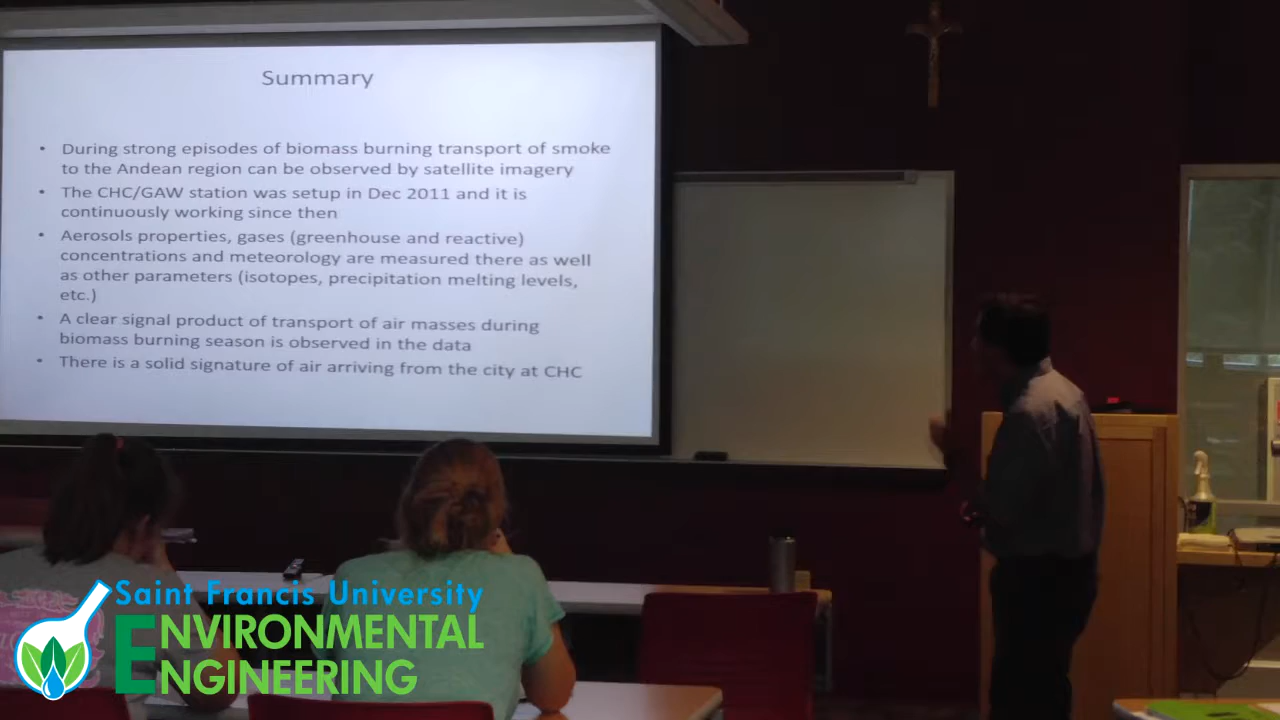 Summary
• During strong episodes of biomass burning transport of smoke
to the Andean region can be observed by satellite imagery
• The CHC/GAW station was setup in Dec 2011 and it is
continuously working since then
• Aerosols properties, gases (greenhouse and reactive)
concentrations and meteorology are measured there as well
as other parameters (isotopes, precipitation melting levels,
etc.)
• A clear signal product of transport of air masses during
biomass burning season is observed in the data
• There is a solid signature of air arriving from the city at CHC
Saint Francis University
ENVIRONMENTAL
ENGINEERING